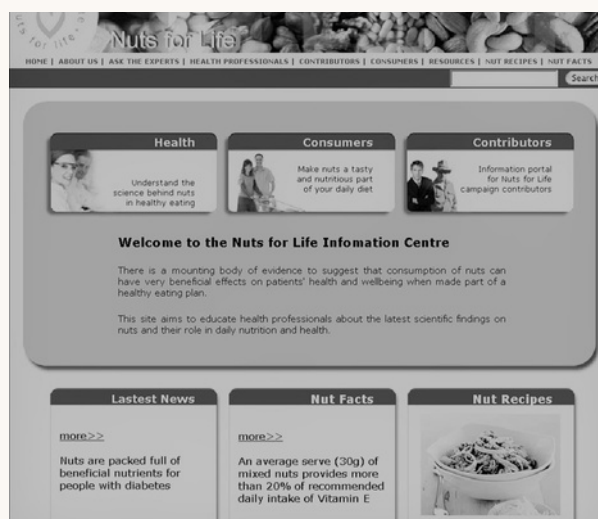 uts for life
Nuts for Life
HOME | ABOUT US | ASK THE EXPERTS | HEALTH PROFESSIONALS | CONTRIBUTORS | CONSUMERS | RESOURCES | NUT RECIPES | NUT FACTS
Search
Health
Understand the
science behind nuts
in healthy eating
Consumers
Make nuts a tasty
and nutritious part
of your daily diet
Contributors
Information portal
for Nuts for Life
campaign contributors
Welcome to the Nuts for Life Infomation Centre
There is a mounting body of evidence to suggest that consumption of nuts can
have very beneficial effects on patients' health and wellbeing when made part of a
healthy eating plan.
This site aims to educate health professionals about the latest scientific findings on
nuts and their role in daily nutrition and health.
Lastest News
more>>
Nuts are packed full of
beneficial nutrients for
people with diabetes
Nut Facts
more>>
An average serve (30g) of
mixed nuts provides more
than 20% of recommended
daily intake of Vitamin E
Nut Recipes